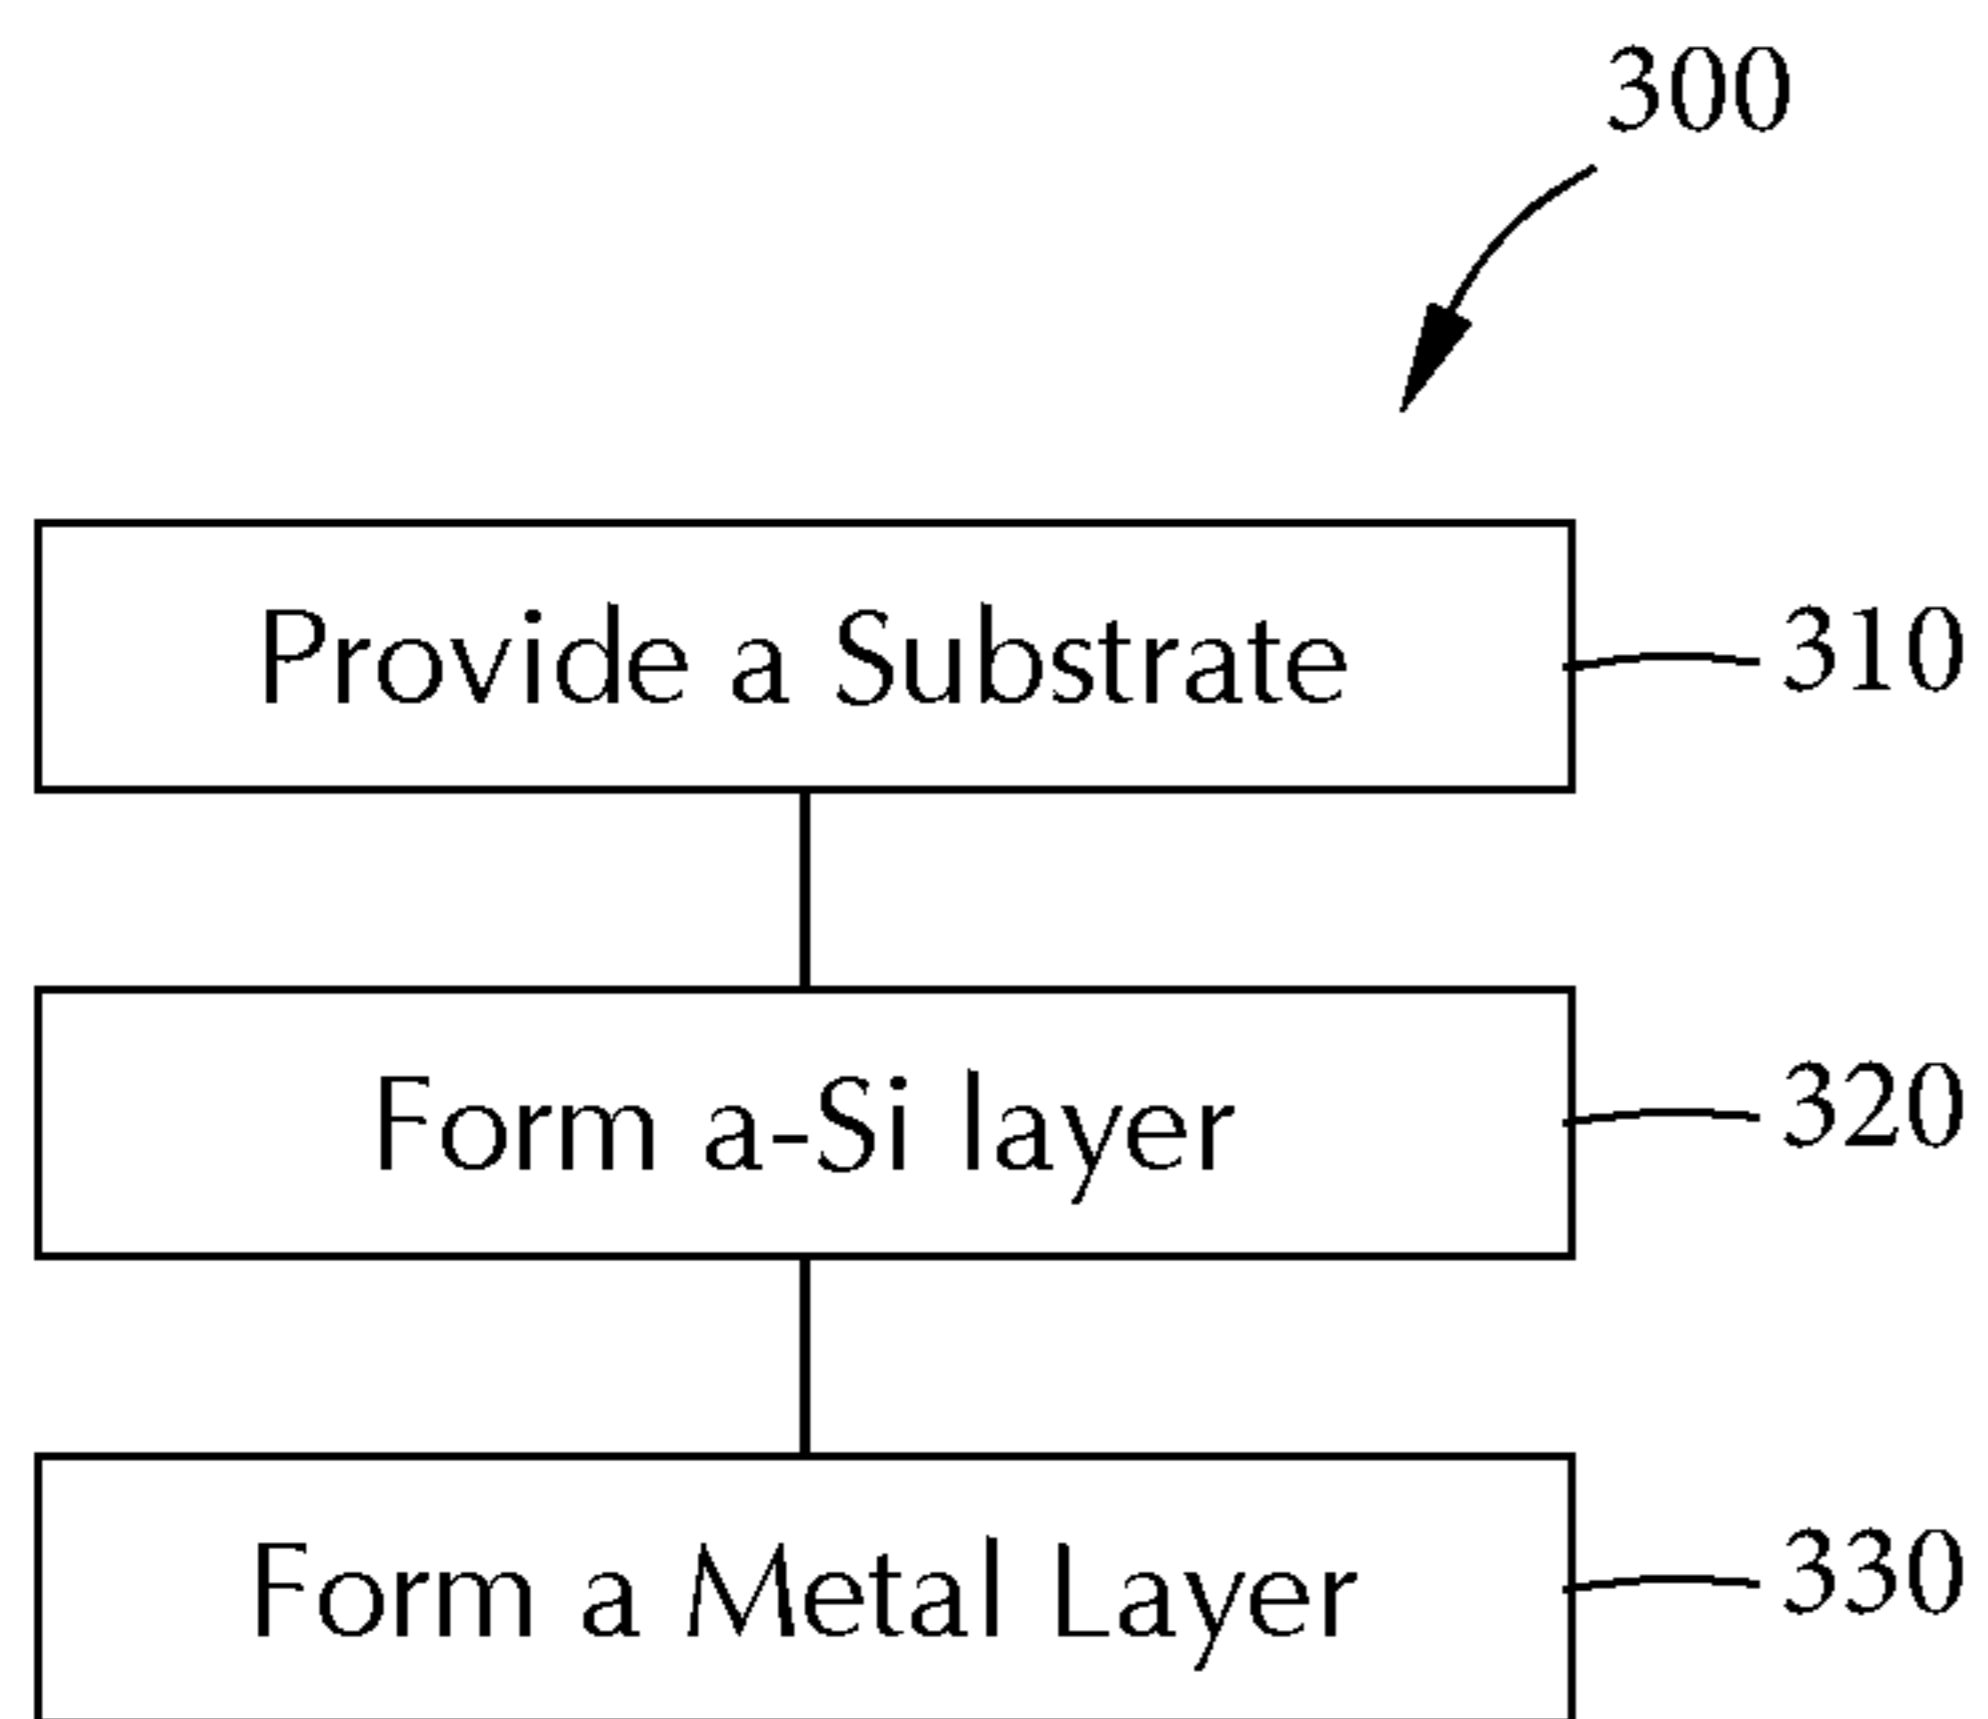 300
Provide a Substrate
310
Form a-Si layer
320
Form a Metal Layer
330